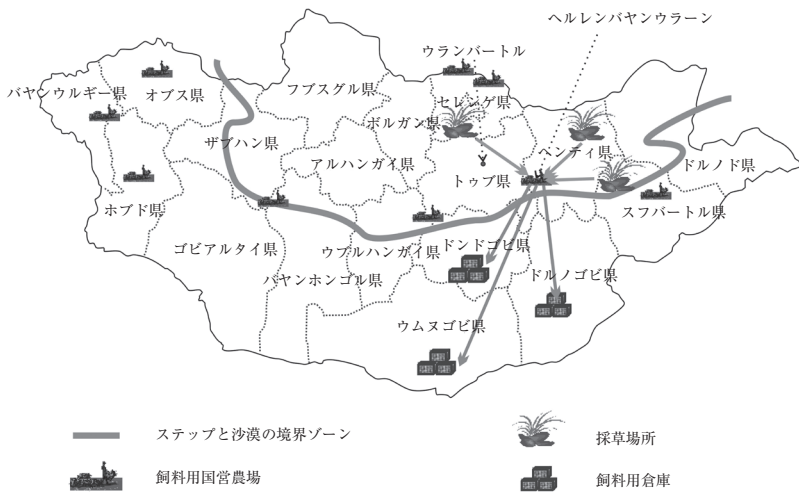 ヘルレンバヤンウラーン
ウランバートル
バヤンウルギー県
オブス県
フブスグル県
セレンゲ県
ボルガン県
ザブハン県
アルハンガイ県
ヘンティ県
トゥブ県
ドルノド県
ホブド県
スフバートル県
ゴビアルタイ県
ウブルハンガイ県
ドンドゴビ県
バヤンホンゴル県
ドルノゴビ県
ウムヌゴビ県
ステップと沙漠の境界ゾーン
採草場所
飼料用国営農場
飼料用倉庫